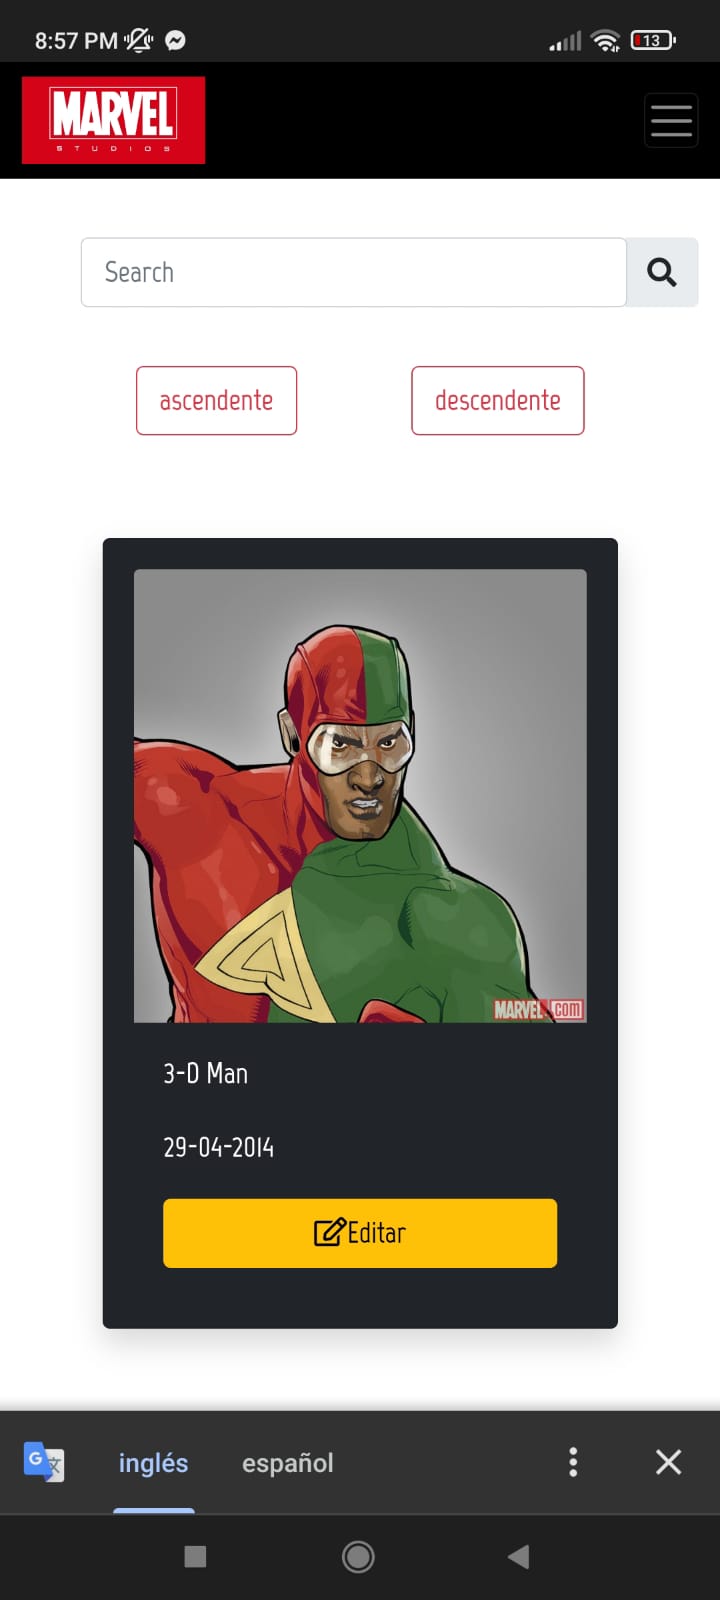 8:57 PM
13
MARVEL
STUDIOS
Search
ascendente
descendente
MARVEL.com
3-D Man
29-04-2014
Editar
G 文
inglés
español